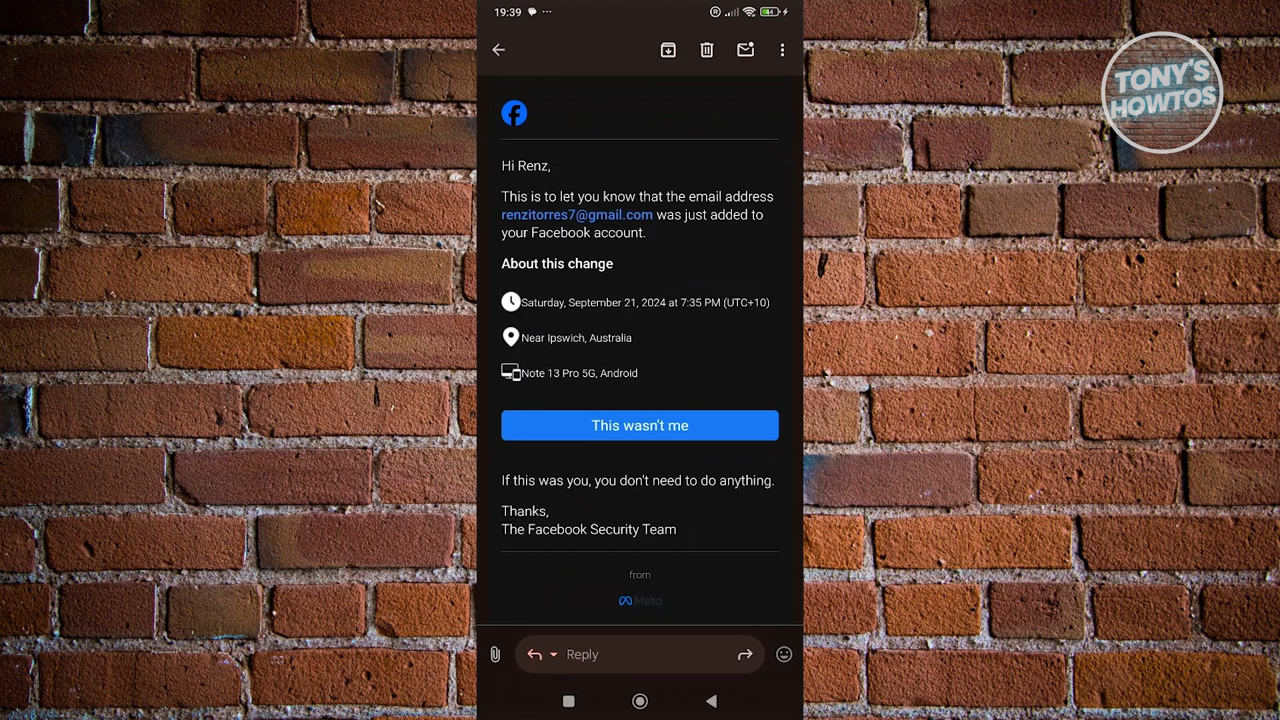 19:39
TONY'S
HOWTOS
Hi Renz,
This is to let you know that the email address
renzitorres7@gmail.com was just added to
your Facebook account.
About this change
Saturday, September 21, 2024 at 7:35 PM (UTC+10)
Near Ipswich, Australia
Note 13 Pro 5G, Android
This wasn't me
If this was you, you don't need to do anything.
Thanks,
The Facebook Security Team
from
Meta
Reply